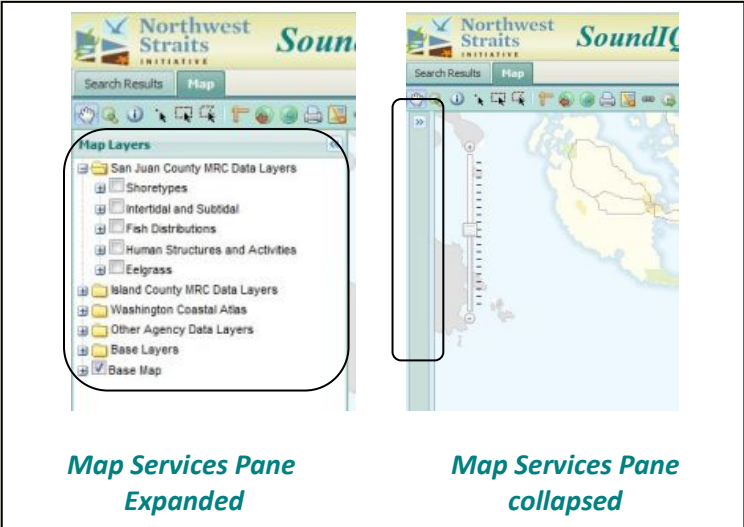 Northwest
Straits
INITIATIVE
Soun
Search Results
Map
Map Layers
San Juan County MRC Data Layers
Shoretypes
Intertidal and Subtidal
Fish Distributions
Human Structures and Activities
Eelgrass
Island County MRC Data Layers
Washington Coastal Atlas
Other Agency Data Layers
Base Layers
Base Map
Map Services Pane
Expanded
Northwest
Straits
INITIATIVE
SoundIQ
Search Results
Map
Map Services Pane
collapsed